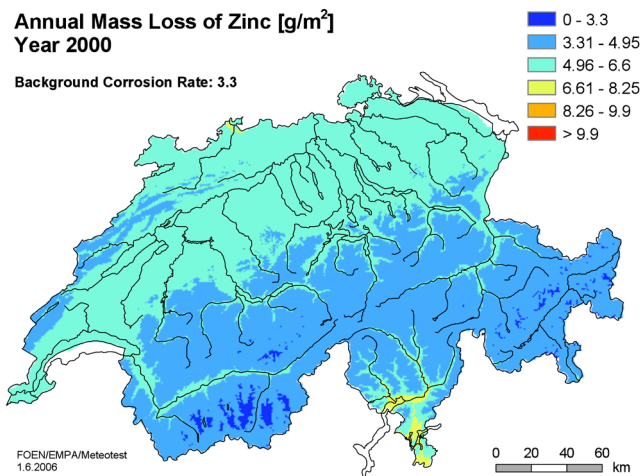 Annual Mass Loss of Zinc [g/m²]
Year 2000
Background Corrosion Rate: 3.3
0 - 3.3
3.31 - 4.95
4.96 - 6.6
6.61 - 8.25
8.26 - 9.9
> 9.9
FOEN/EMPA/Meteotest
1.6.2006
0 20 40 60
km